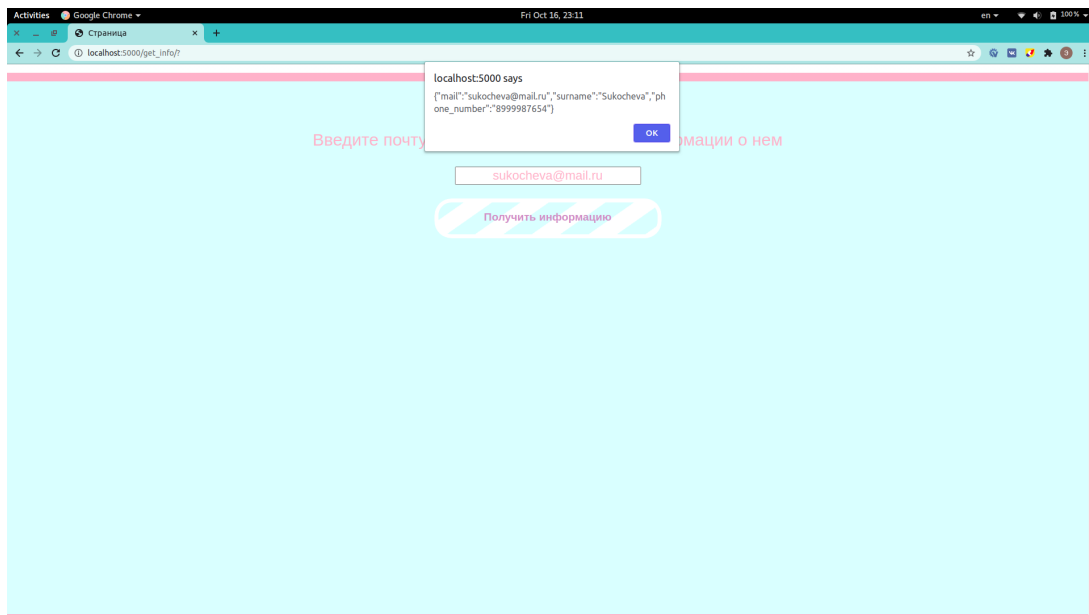 Activities Google Chrome Fri Oct 16, 23:11 en 100%
Страница
localhost:5000/get_info/? Э
localhost:5000 says
{"mail":"sukocheva@mail.ru","surname":"Sukocheva","ph
one_number":"8999987654"}
OK
Введите почту мации о нем
sukocheva@mail.ru
Получить информацию